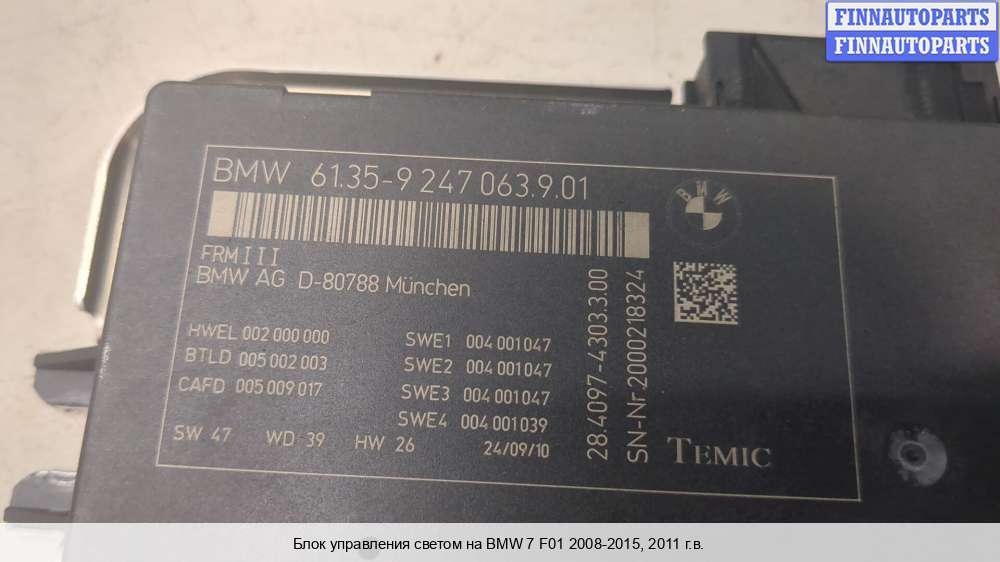 FINNAUTOPARTS
FINNAUTOPARTS
BMW 61.35-9 247 063.9.01
BMW
FRMIII
BMW AG D-80788 München
HWEL 002 000 000
BTLD 005 002 003
CAFD 005 009 017
SWE1 004 001047
SWE2 004 001047
SWE3 004 001047
SWE4 004 001039
SW 47 WD 39 HW 26 24/09/10
28.4097-4303.3.00
SN-Nr.2000218324
TEMIC
Блок управления светом на BMW 7 F01 2008-2015, 2011 г.в.